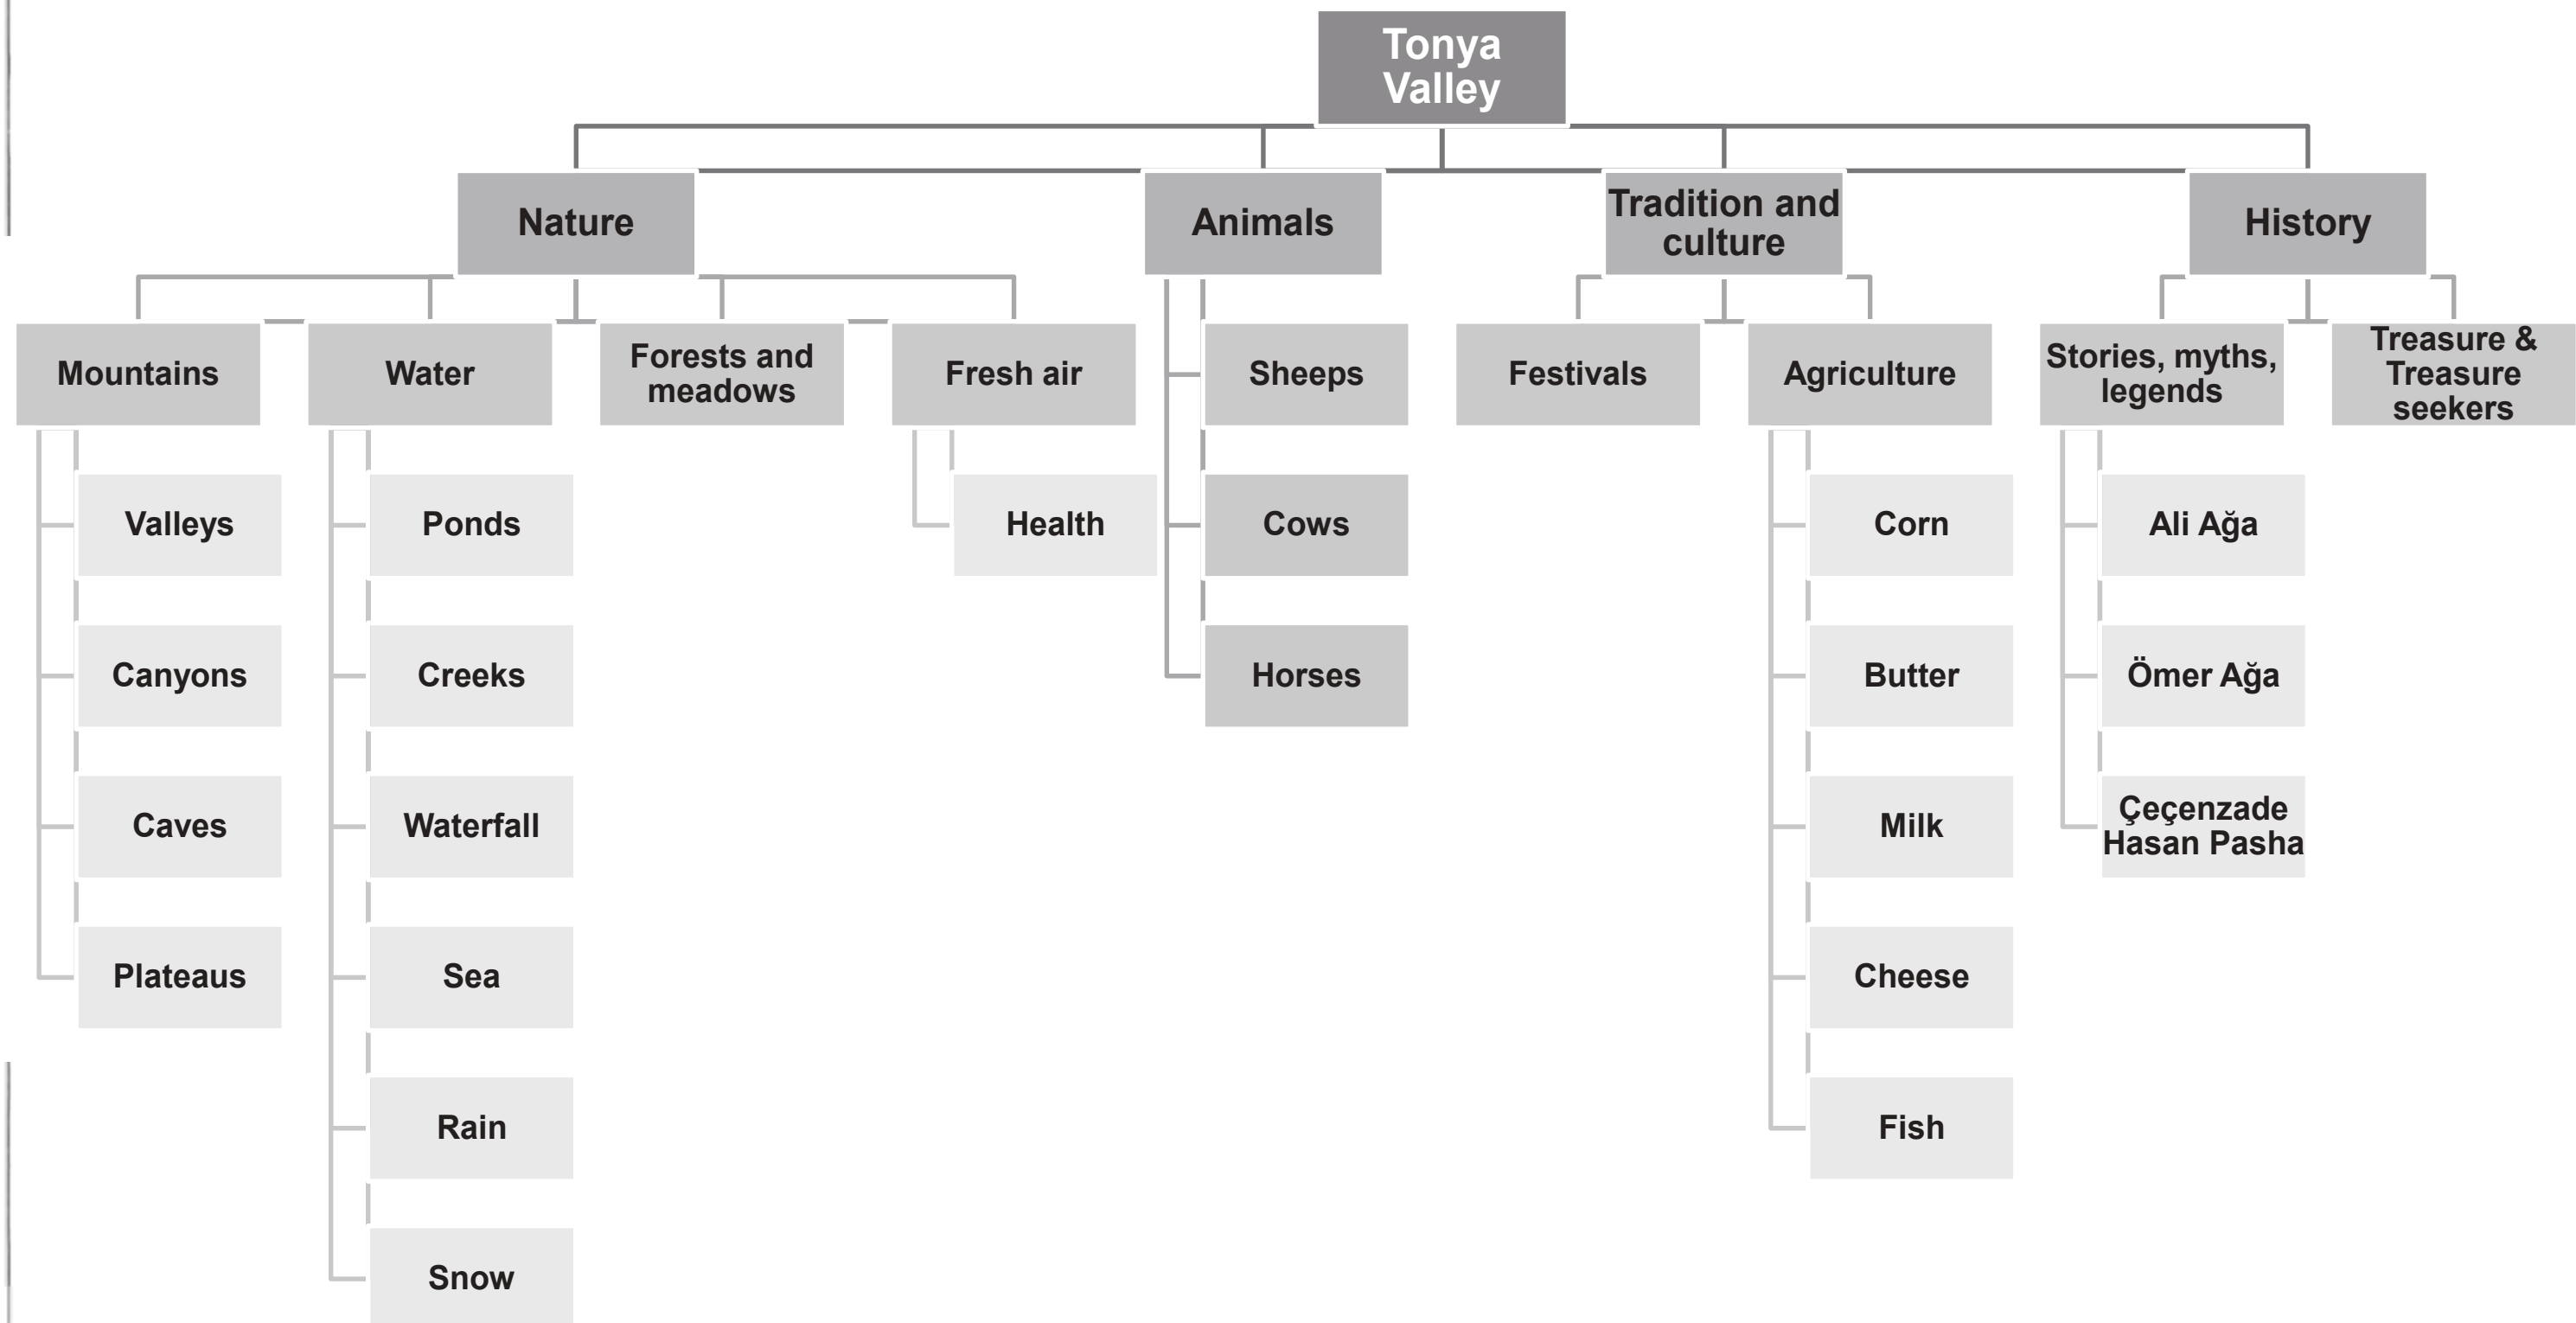 Tonya
Valley
Nature
Animals
Tradition and
culture
History
Mountains
Water
Forests and
meadows
Fresh air
Sheeps
Festivals
Agriculture
Stories, myths,
legends
Treasure &
Treasure
seekers
Valleys
Ponds
Health
Cows
Corn
Ali Ağa
Canyons
Creeks
Horses
Butter
Ömer Ağa
Caves
Waterfall
Milk
Çeçenzade
Hasan Pasha
Plateaus
Sea
Cheese
Rain
Fish
Snow